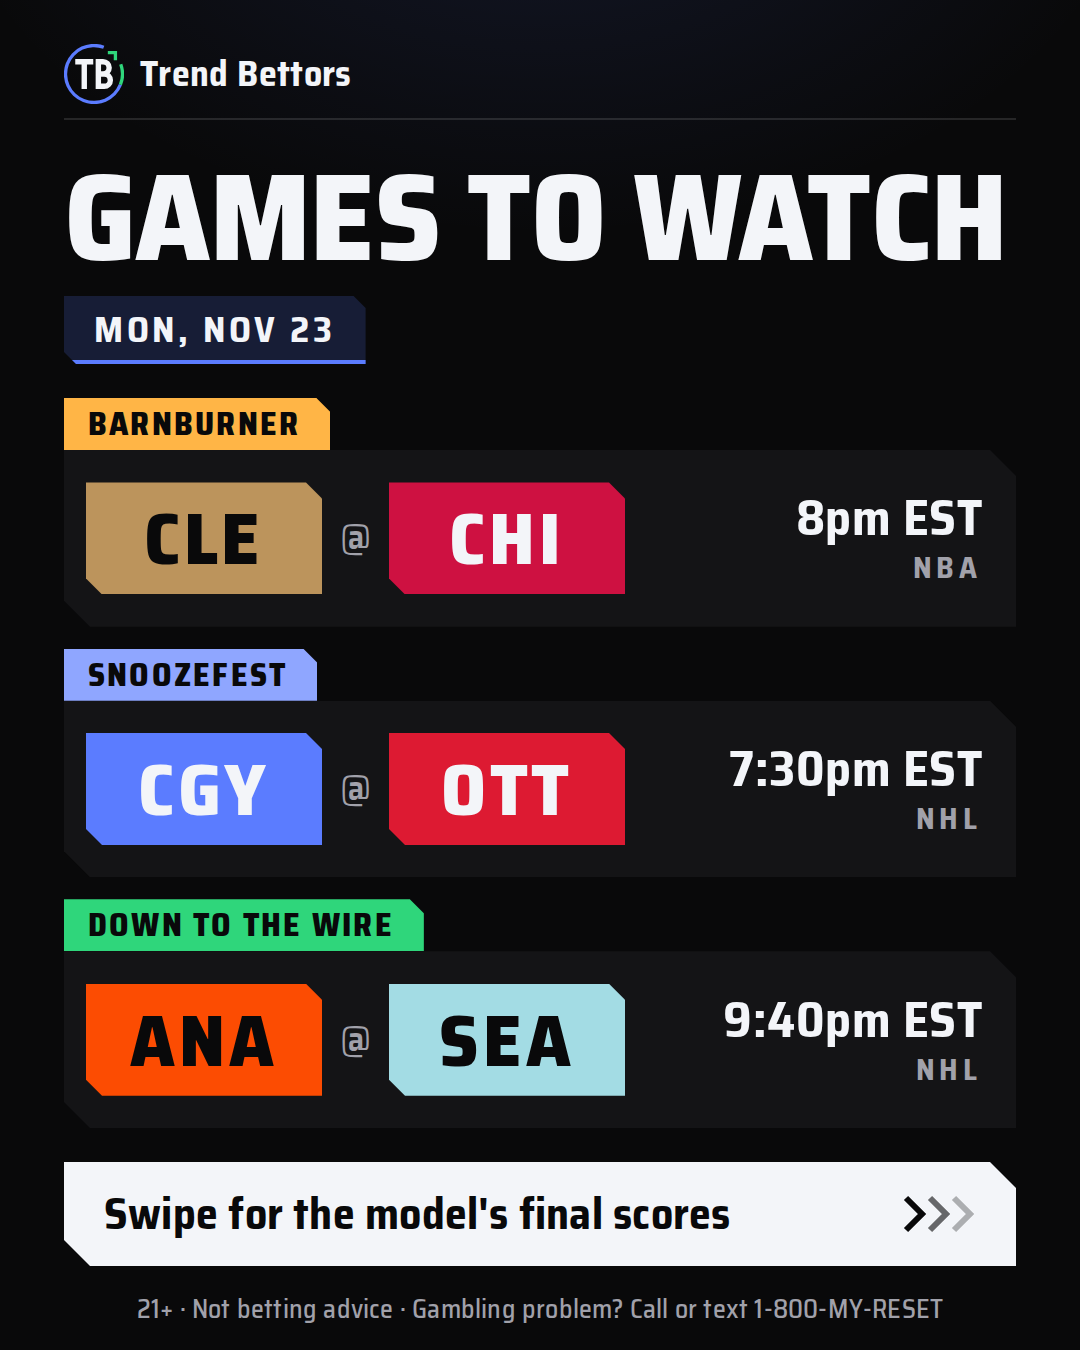 TB Trend Bettors
GAMES TO WATCH
MON, NOV 23
BARNBURNER
CLE @ CHI 8pm EST
NBA
SNOOZEFEST
CGY @ OTT 7:30pm EST
NHL
DOWN TO THE WIRE
ANA @ SEA 9:40pm EST
NHL
Swipe for the model's final scores
21+ · Not betting advice · Gambling problem? Call or text 1-800-MY-RESET